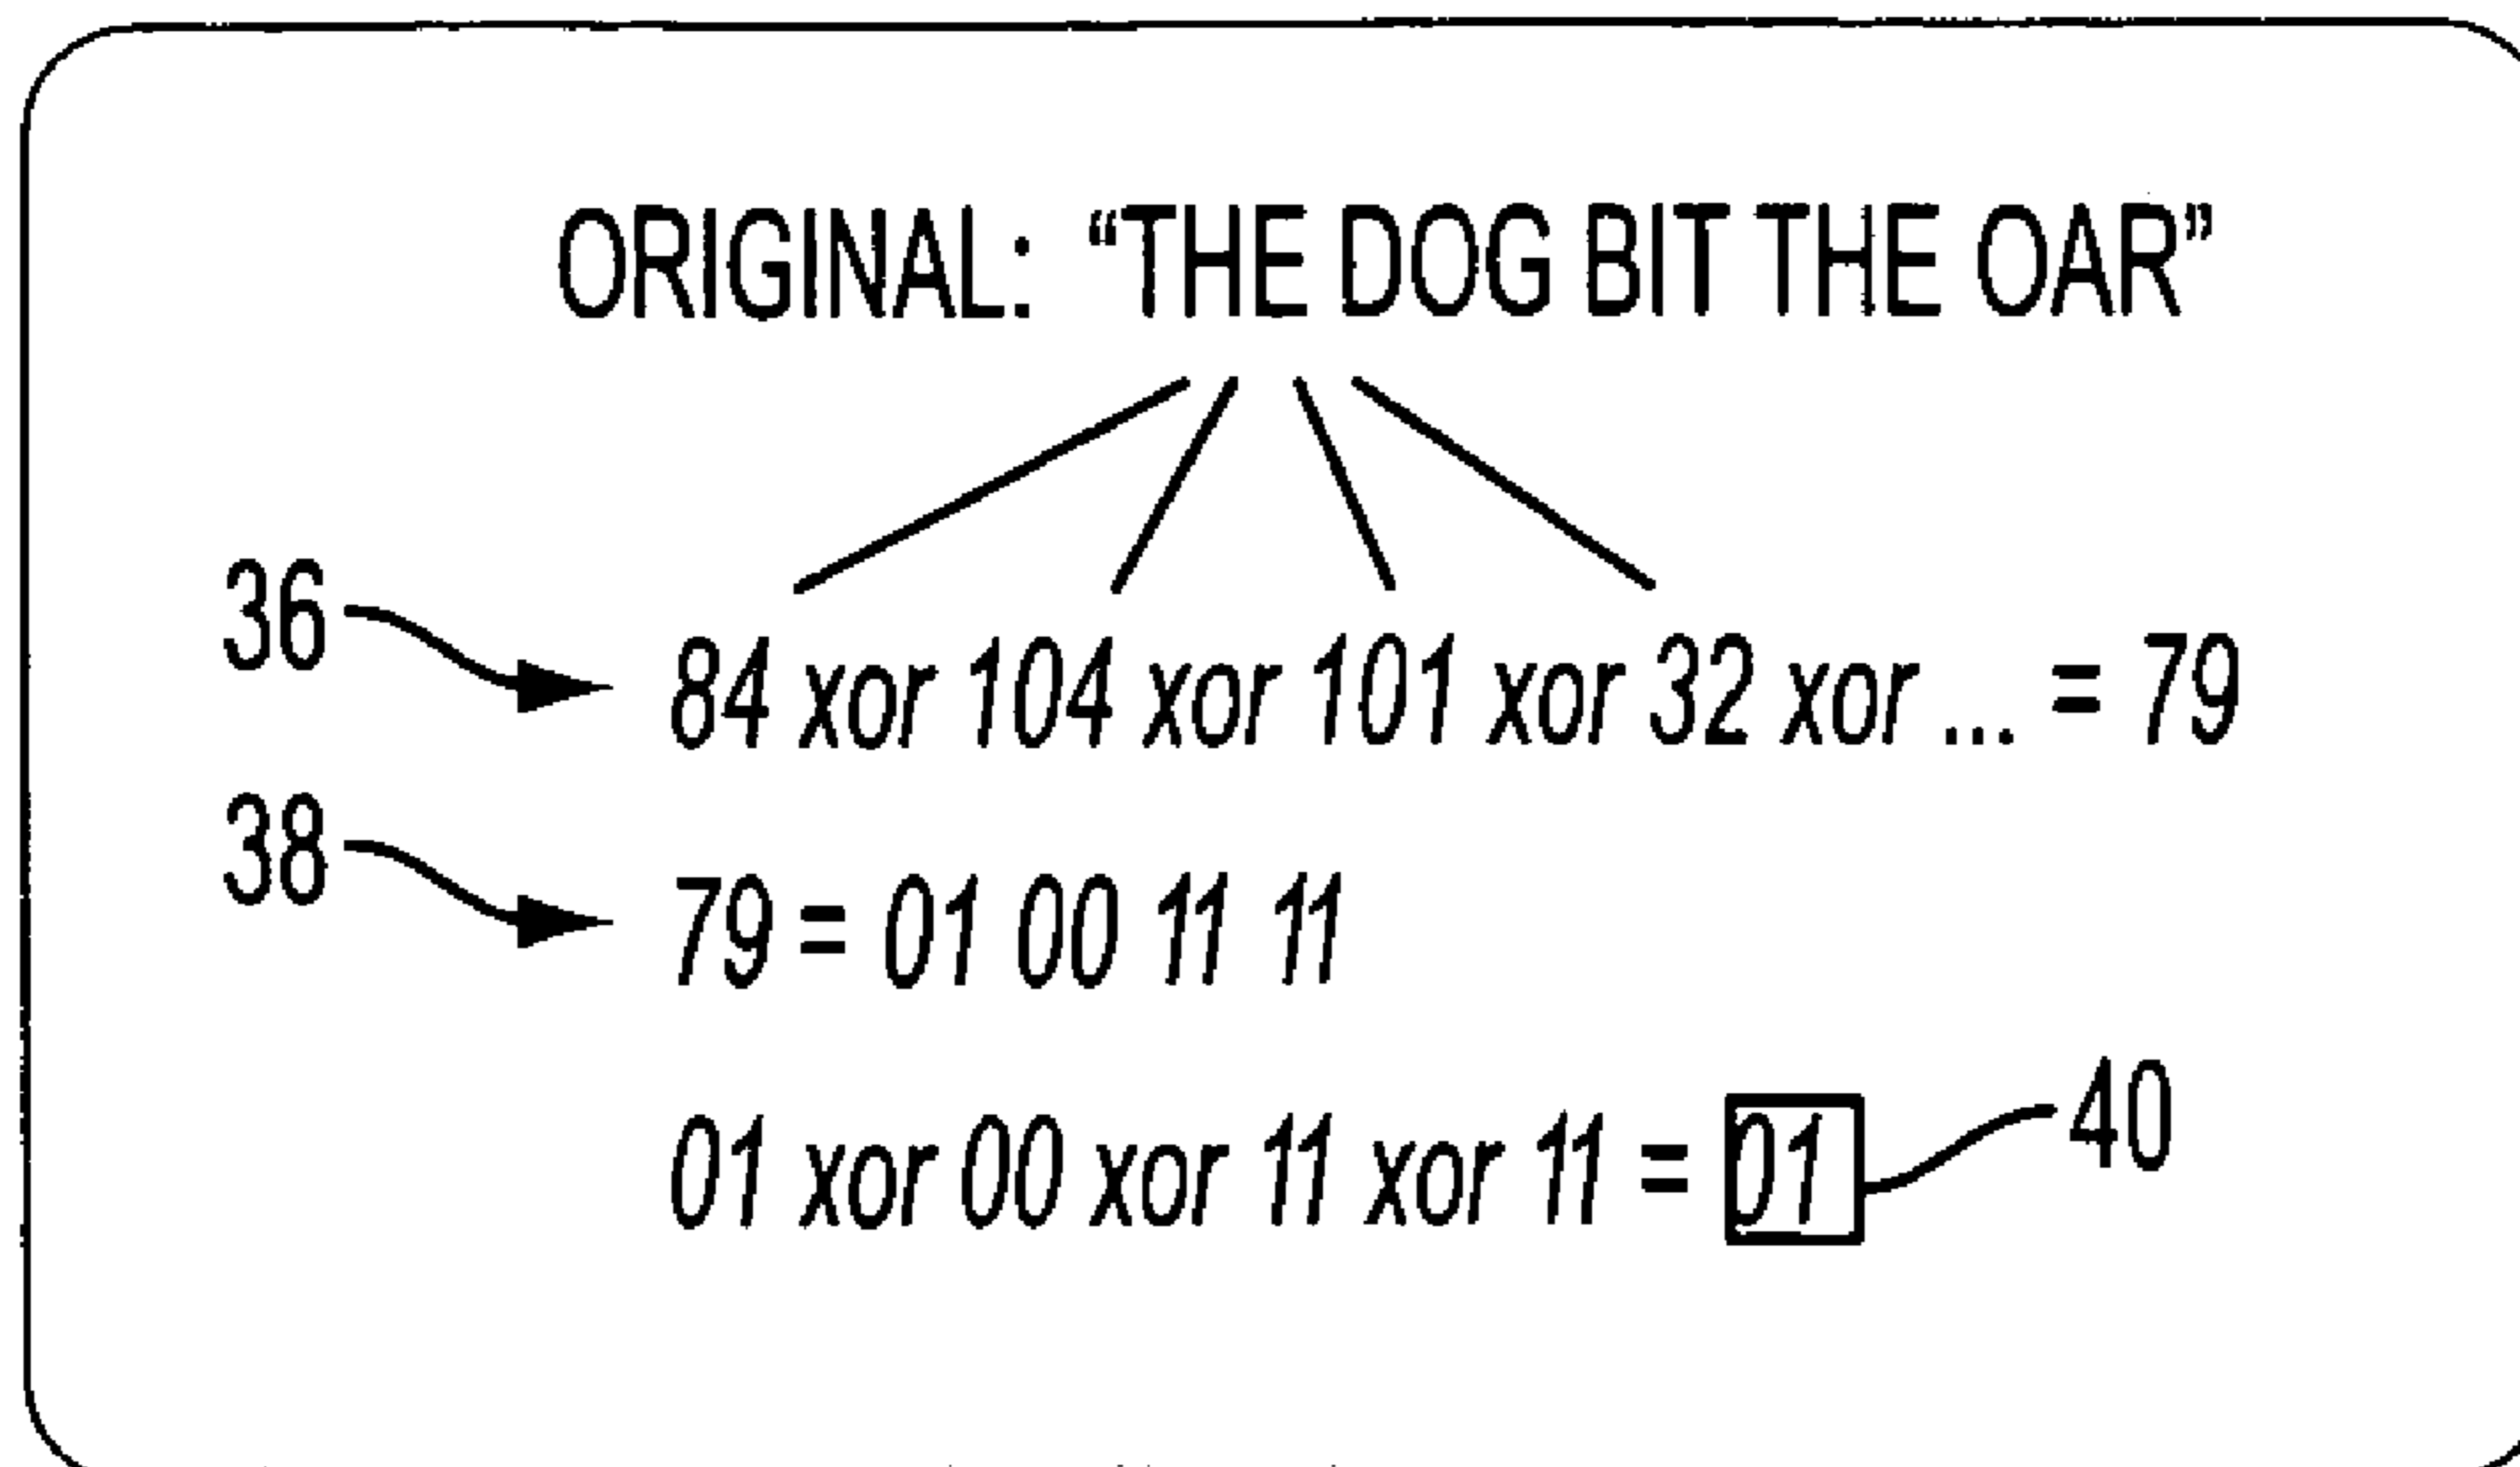 ORIGINAL: “THE DOG BIT THE OAR”
36
84 xor 104 xor 101 xor 32 xor ... = 79
38
79 = 01 00 11 11
01 xor 00 xor 11 xor 11 = 01
40